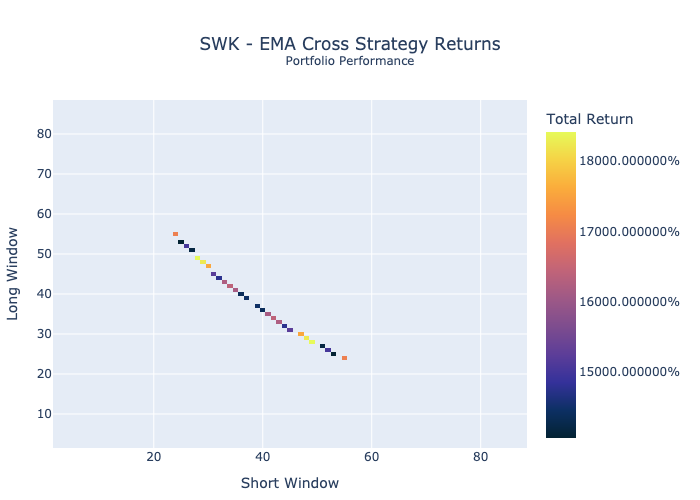 SWK - EMA Cross Strategy Returns
Portfolio Performance
Total Return
18000.000000%
17000.000000%
16000.000000%
15000.000000%
Long Window
80
70
60
50
40
30
20
10
20 40 60 80
Short Window